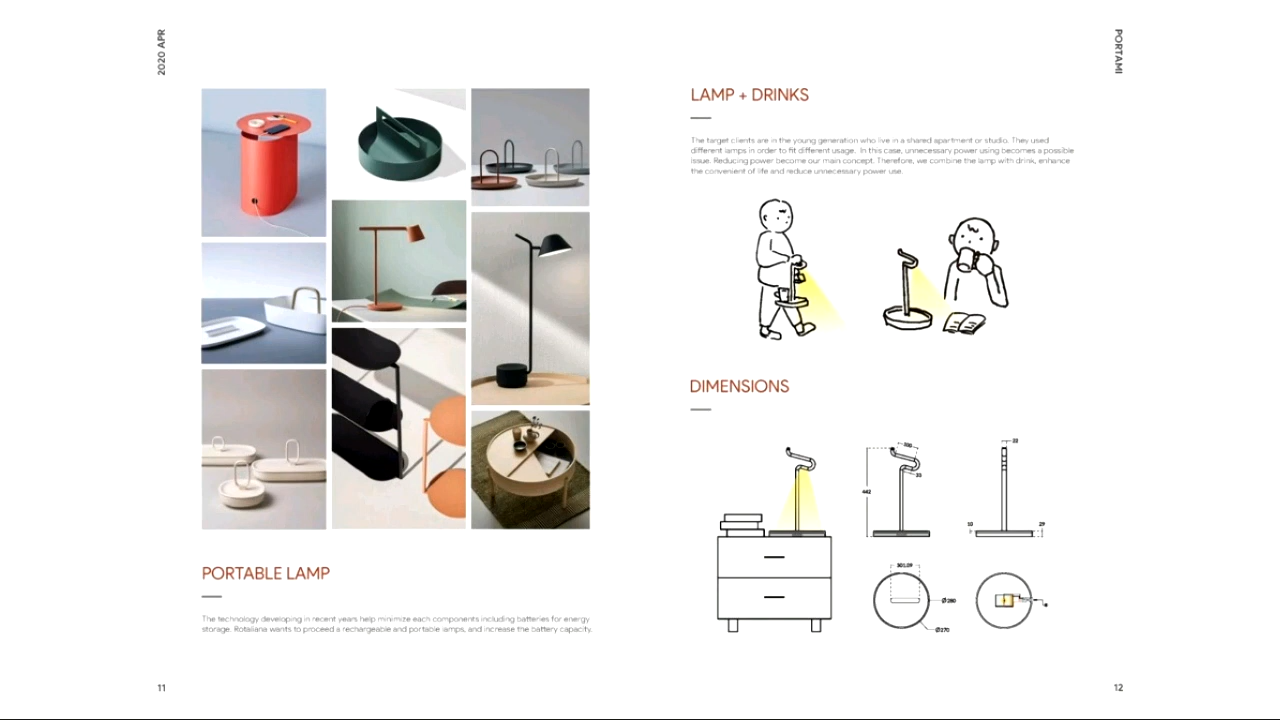 2020 APR
PORTABLE LAMP
The technology developing in recent years help minimize each components including batteries for energy
storage. Rotaliana wants to proceed a rechargeable and portable lamps, and increase the battery capacity.
11
PORTAMI
LAMP + DRINKS
The target clients are in the young generation who live in a shared apartment or studio. They used
different lamps in order to fit different usage. In this case, unnecessary power using becomes a possible
issue. Reducing power become our main concept. Therefore, we combine the lamp with drink, enhance
the convenient of life and reduce unnecessary power use.
DIMENSIONS
442
10
29
Ø280
Ø270
12